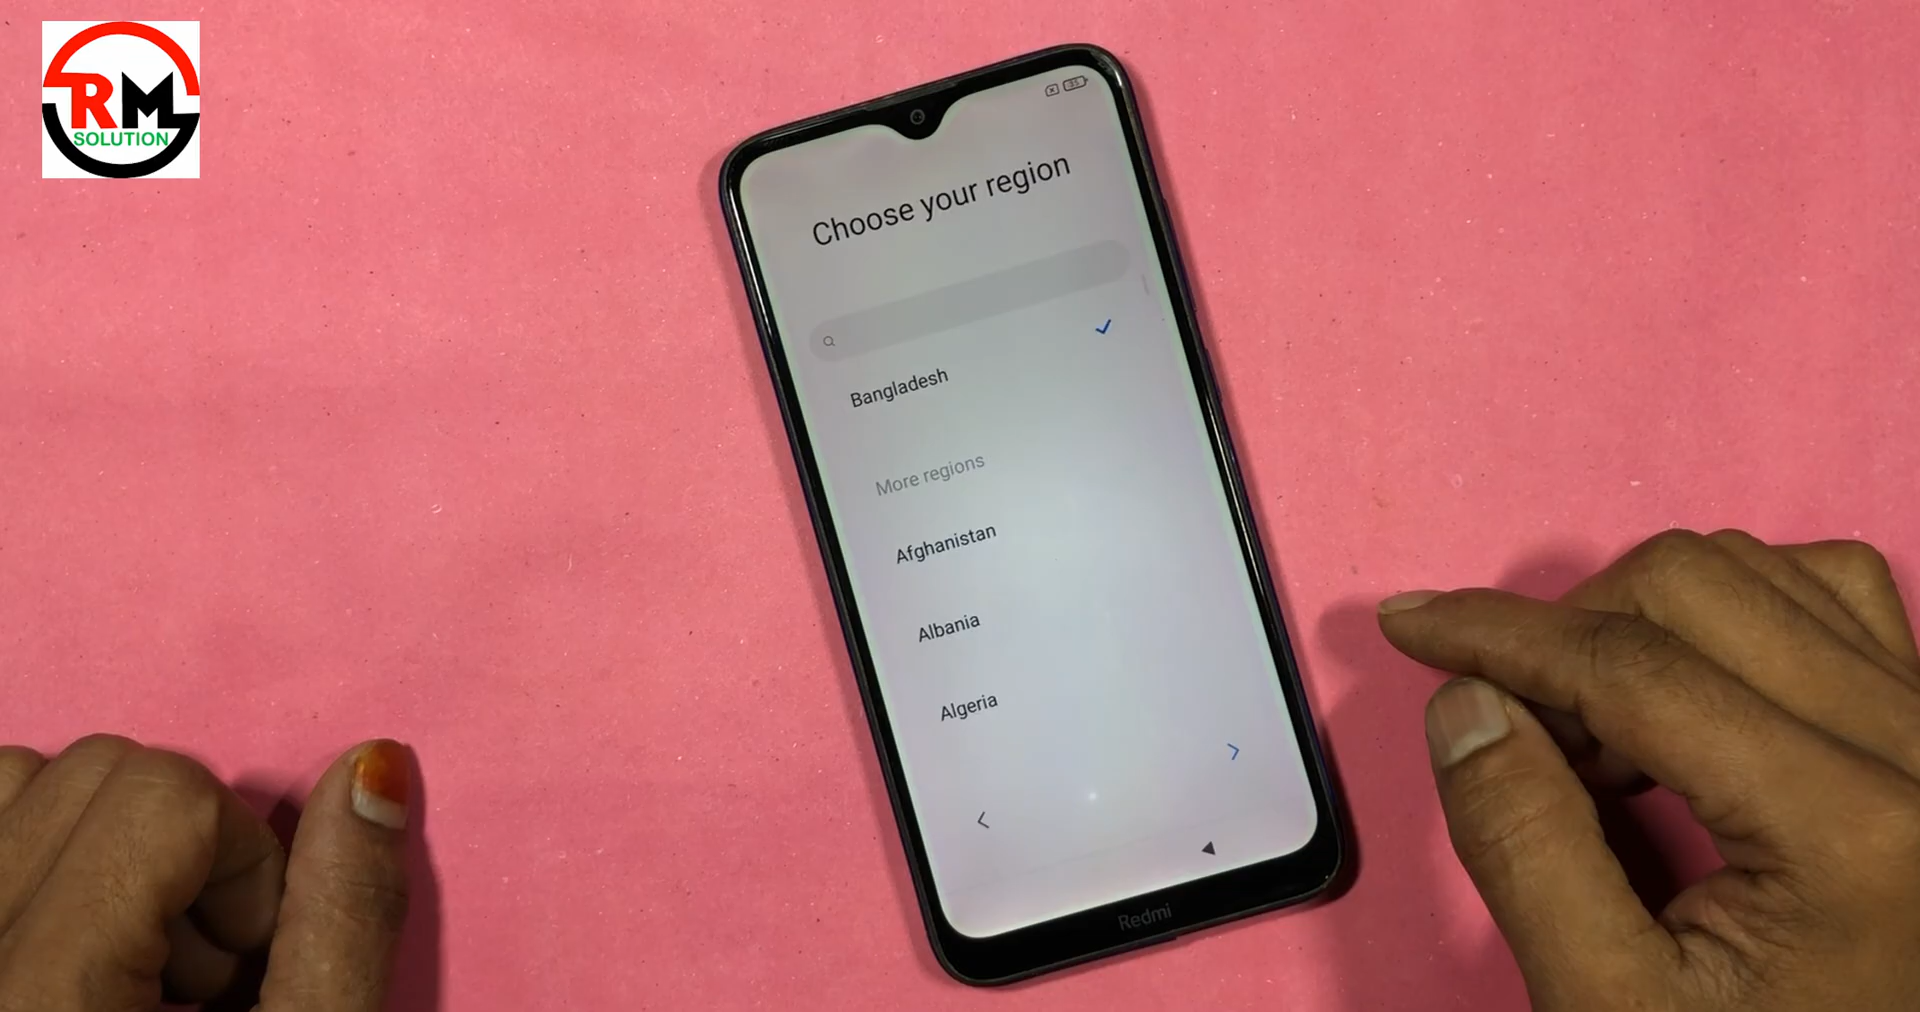 RM
SOLUTION
Choose your region
Bangladesh
More regions
Afghanistan
Albania
Algeria
Redmi